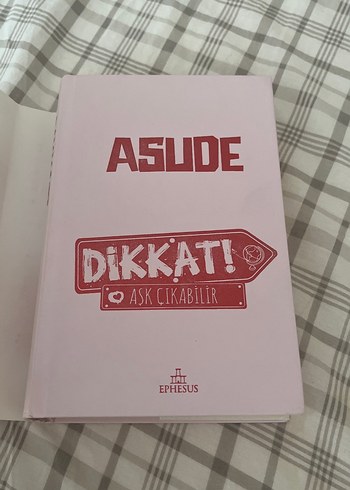 ASUDE
DİKKAT!
AŞK ÇIKABİLİR
EPHESUS